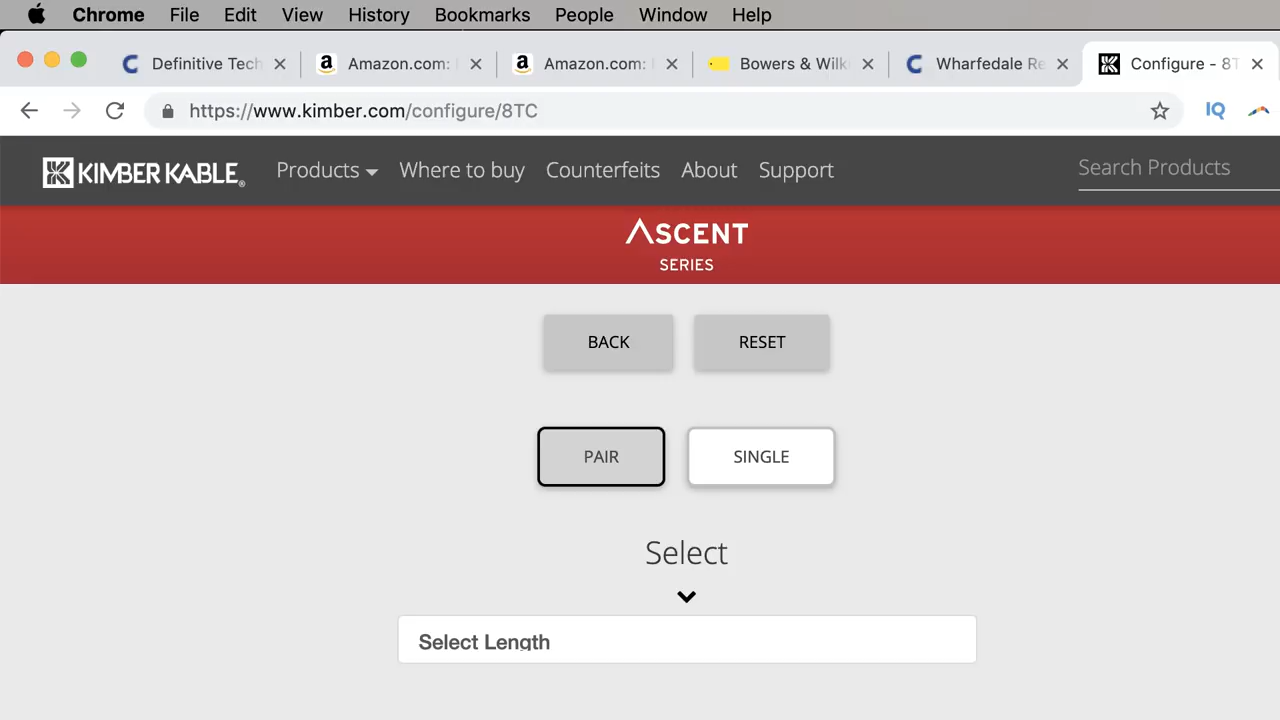 Chrome File Edit View History Bookmarks People Window Help
Definitive Tech Amazon.com: Amazon.com: Bowers & Wilk Wharfedale Re Configure - 8T
https://www.kimber.com/configure/8TC IQ
KIMBER KABLE® Products Where to buy Counterfeits About Support Search Products
ASCENT
SERIES
BACK RESET
PAIR SINGLE
Select
Select Length